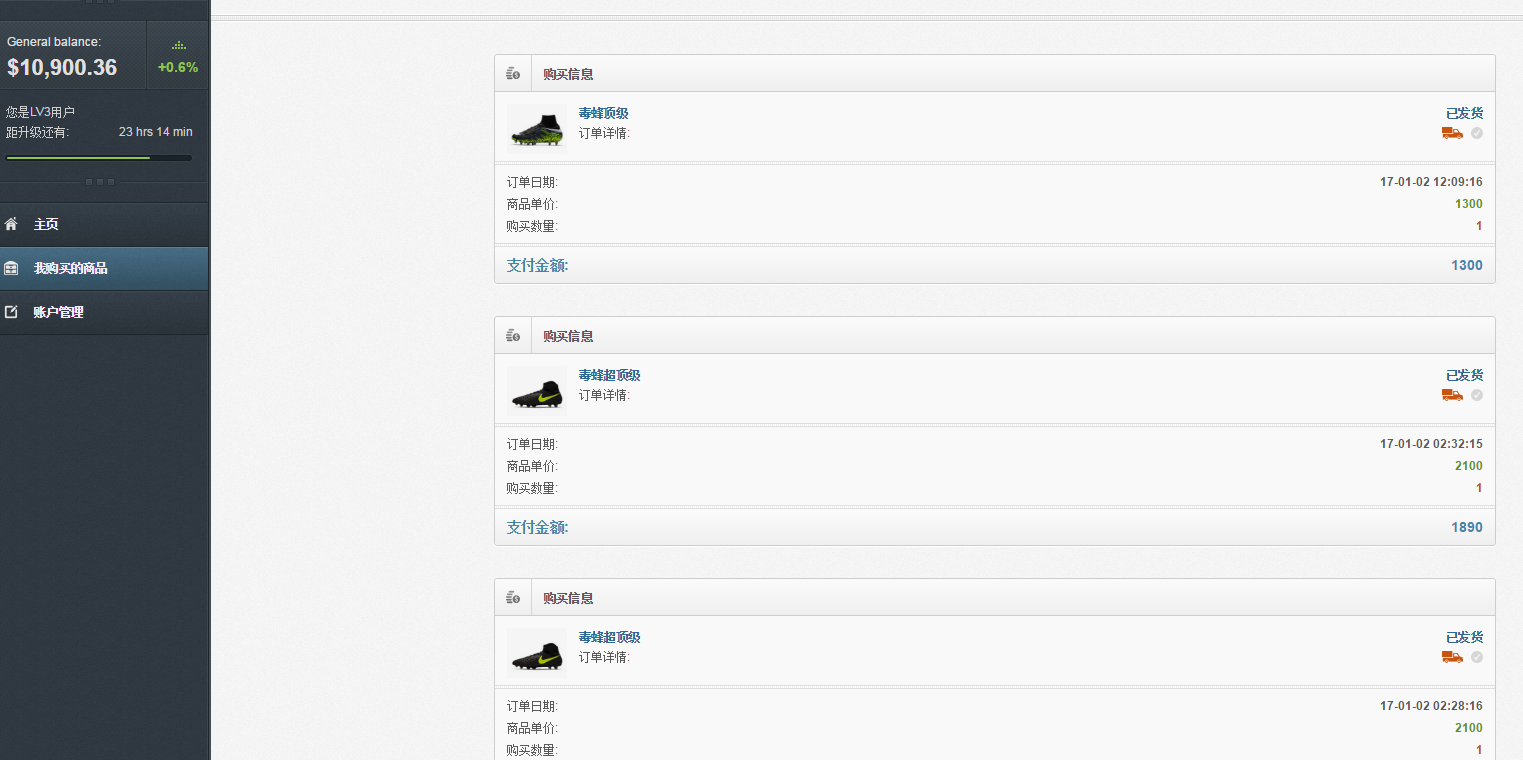 General balance:
$10,900.36
+0.6%
您是LV3用户
距升级还有: 23 hrs 14 min
主页
我购买的商品
账户管理
购买信息
毒蜂顶级 已发货
订单详情:
订单日期: 17-01-02 12:09:16
商品单价: 1300
购买数量: 1
支付金额: 1300
购买信息
毒蜂超顶级 已发货
订单详情:
订单日期: 17-01-02 02:32:15
商品单价: 2100
购买数量: 1
支付金额: 1890
购买信息
毒蜂超顶级 已发货
订单详情:
订单日期: 17-01-02 02:28:16
商品单价: 2100
购买数量: 1